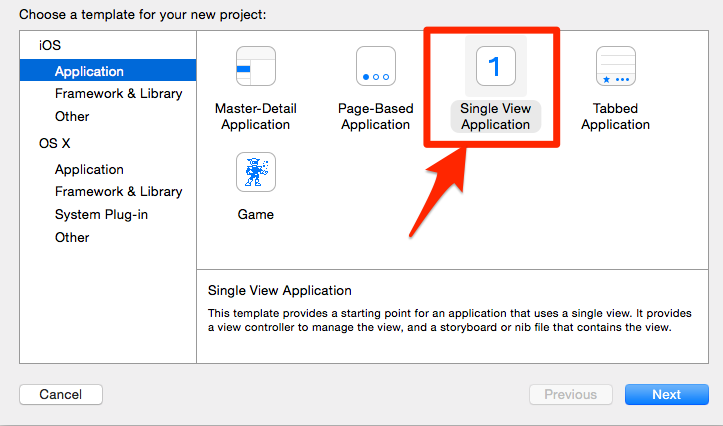 Choose a template for your new project:
iOS
Application
Framework & Library
Other
OS X
Application
Framework & Library
System Plug-in
Other
Master-Detail
Application
Page-Based
Application
1
Single View
Application
Tabbed
Application
Game
Single View Application
This template provides a starting point for an application that uses a single view. It provides
a view controller to manage the view, and a storyboard or nib file that contains the view.
Cancel
Previous
Next